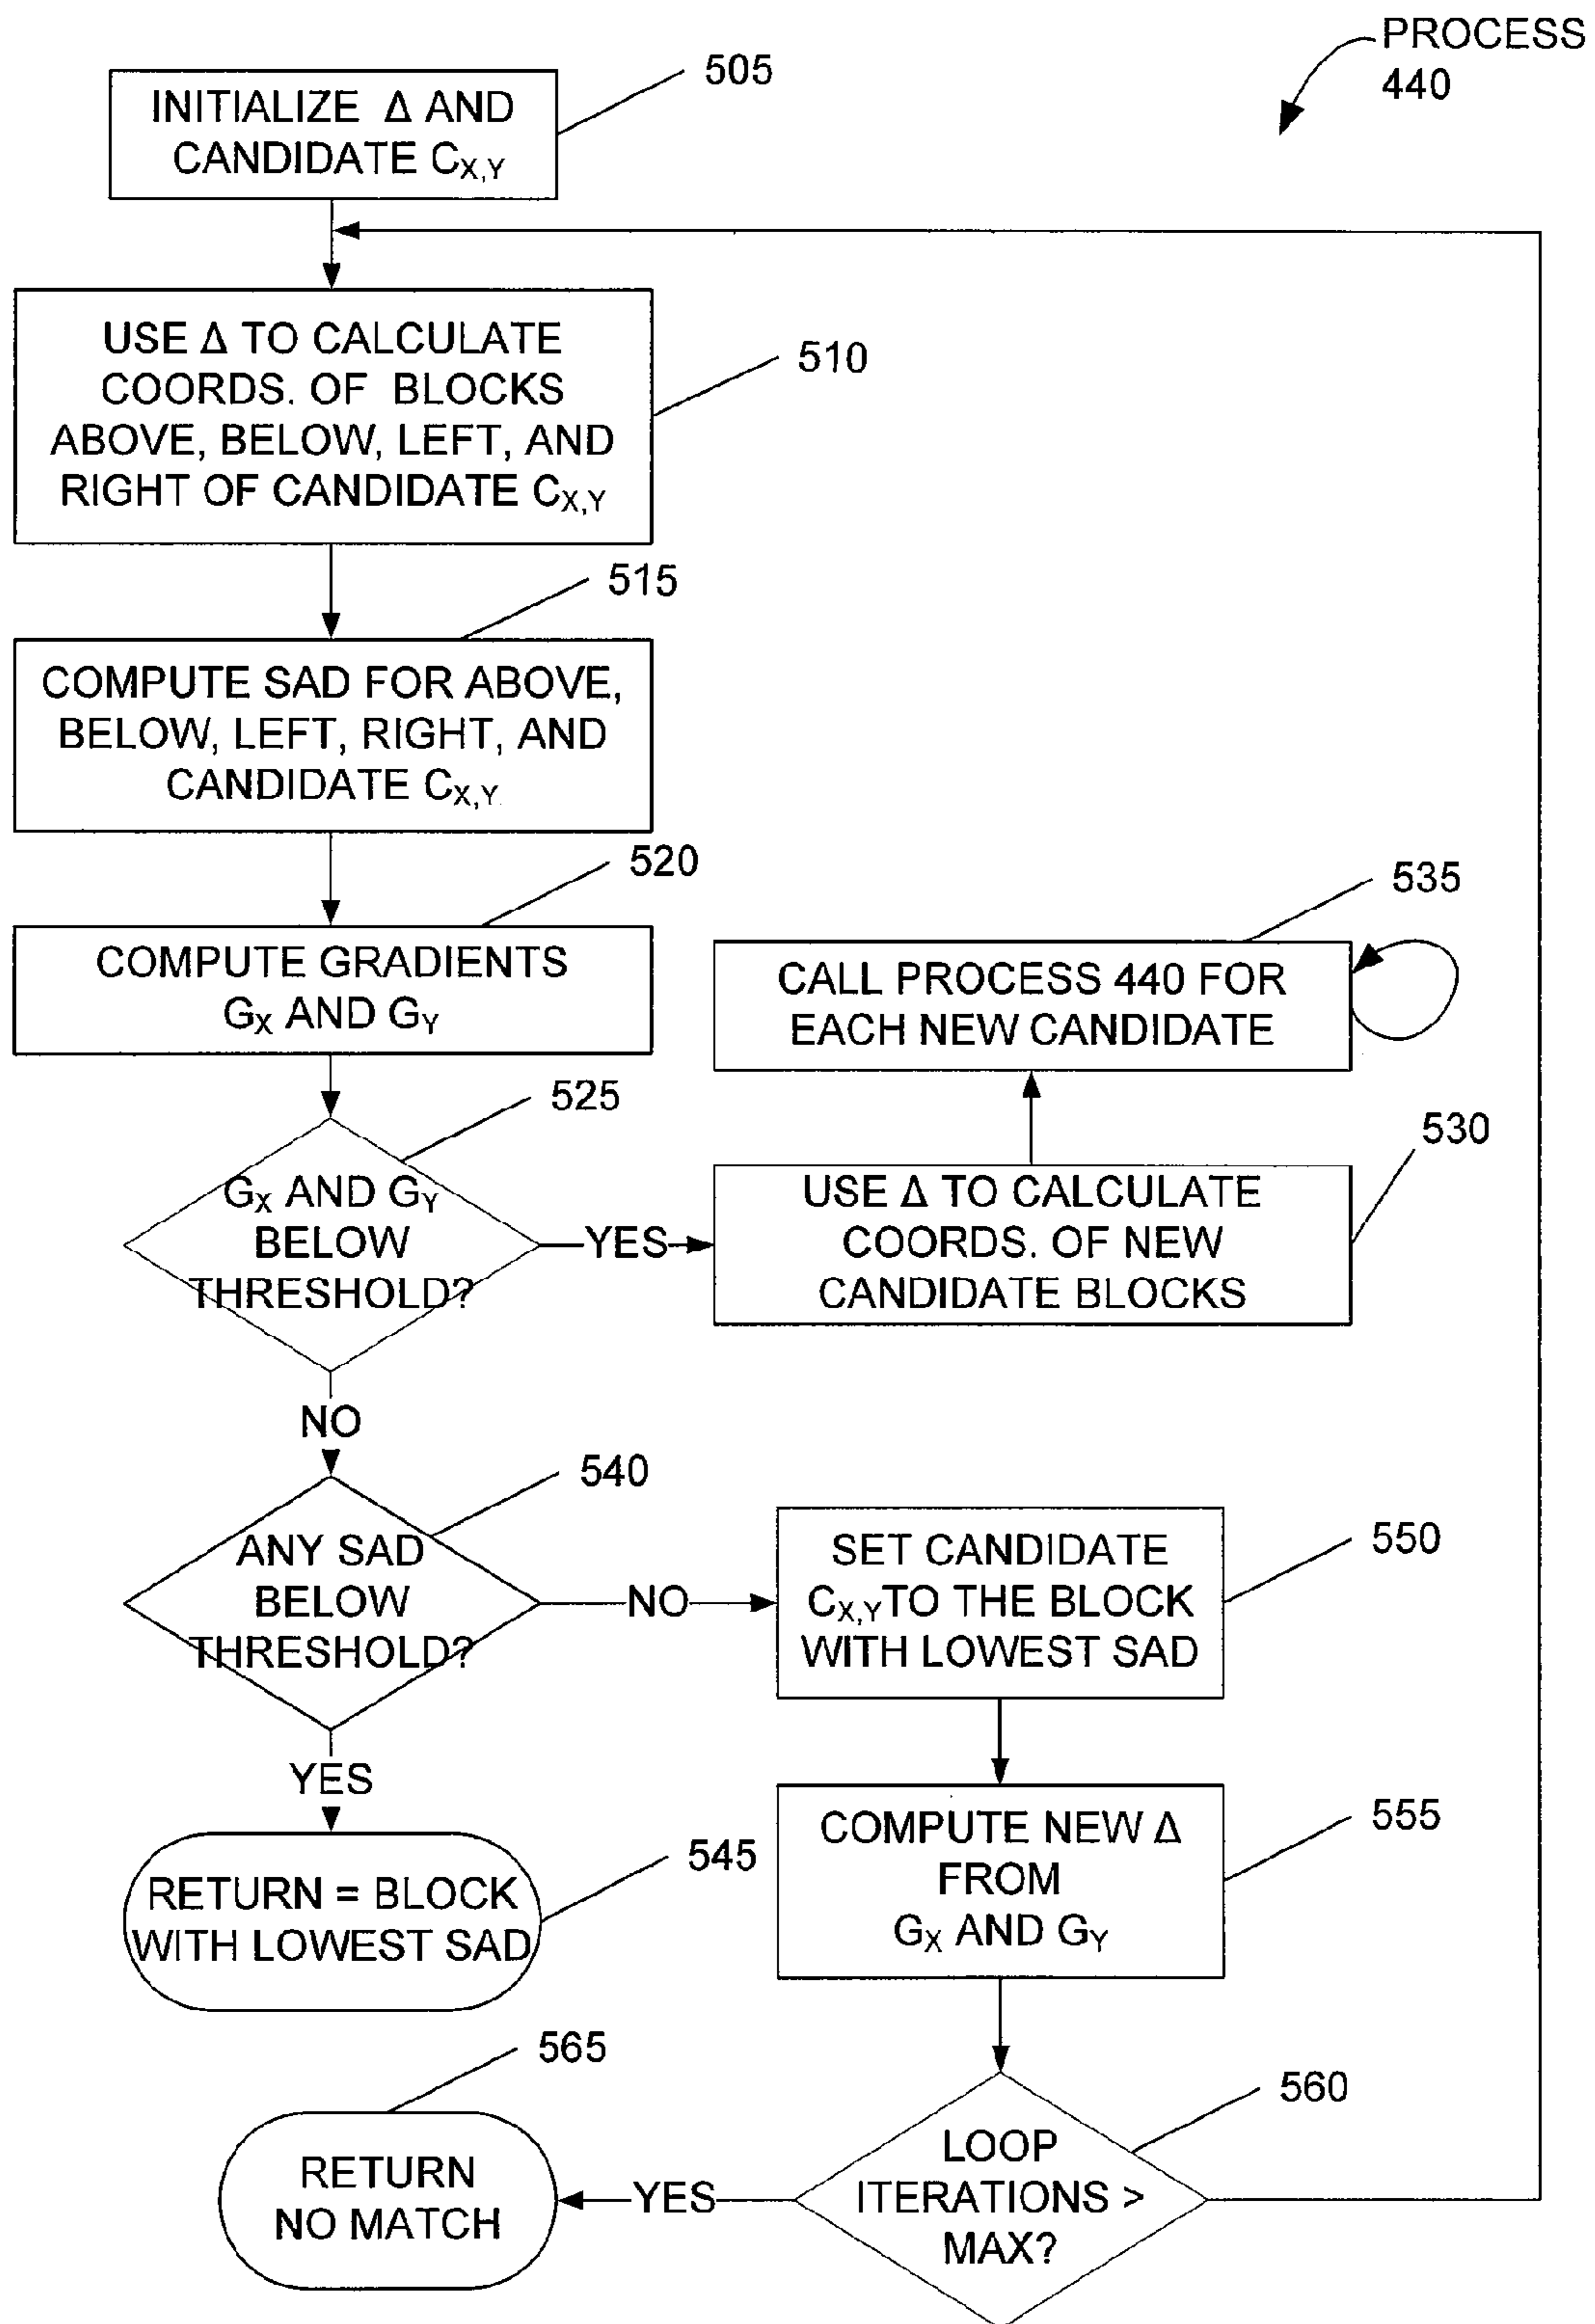 PROCESS
440
505
INITIALIZE Δ AND
CANDIDATE CX,Y
510
USE Δ TO CALCULATE
COORDS. OF BLOCKS
ABOVE, BELOW, LEFT, AND
RIGHT OF CANDIDATE CX,Y
515
COMPUTE SAD FOR ABOVE,
BELOW, LEFT, RIGHT, AND
CANDIDATE CX,Y
520
COMPUTE GRADIENTS
GX AND GY
535
CALL PROCESS 440 FOR
EACH NEW CANDIDATE
525
GX AND GY
BELOW
THRESHOLD?
YES
530
USE Δ TO CALCULATE
COORDS. OF NEW
CANDIDATE BLOCKS
NO
540
ANY SAD
BELOW
THRESHOLD?
NO
550
SET CANDIDATE
CX,Y TO THE BLOCK
WITH LOWEST SAD
YES
545
RETURN = BLOCK
WITH LOWEST SAD
555
COMPUTE NEW Δ
FROM
GX AND GY
560
LOOP
ITERATIONS >
MAX?
YES
565
RETURN
NO MATCH